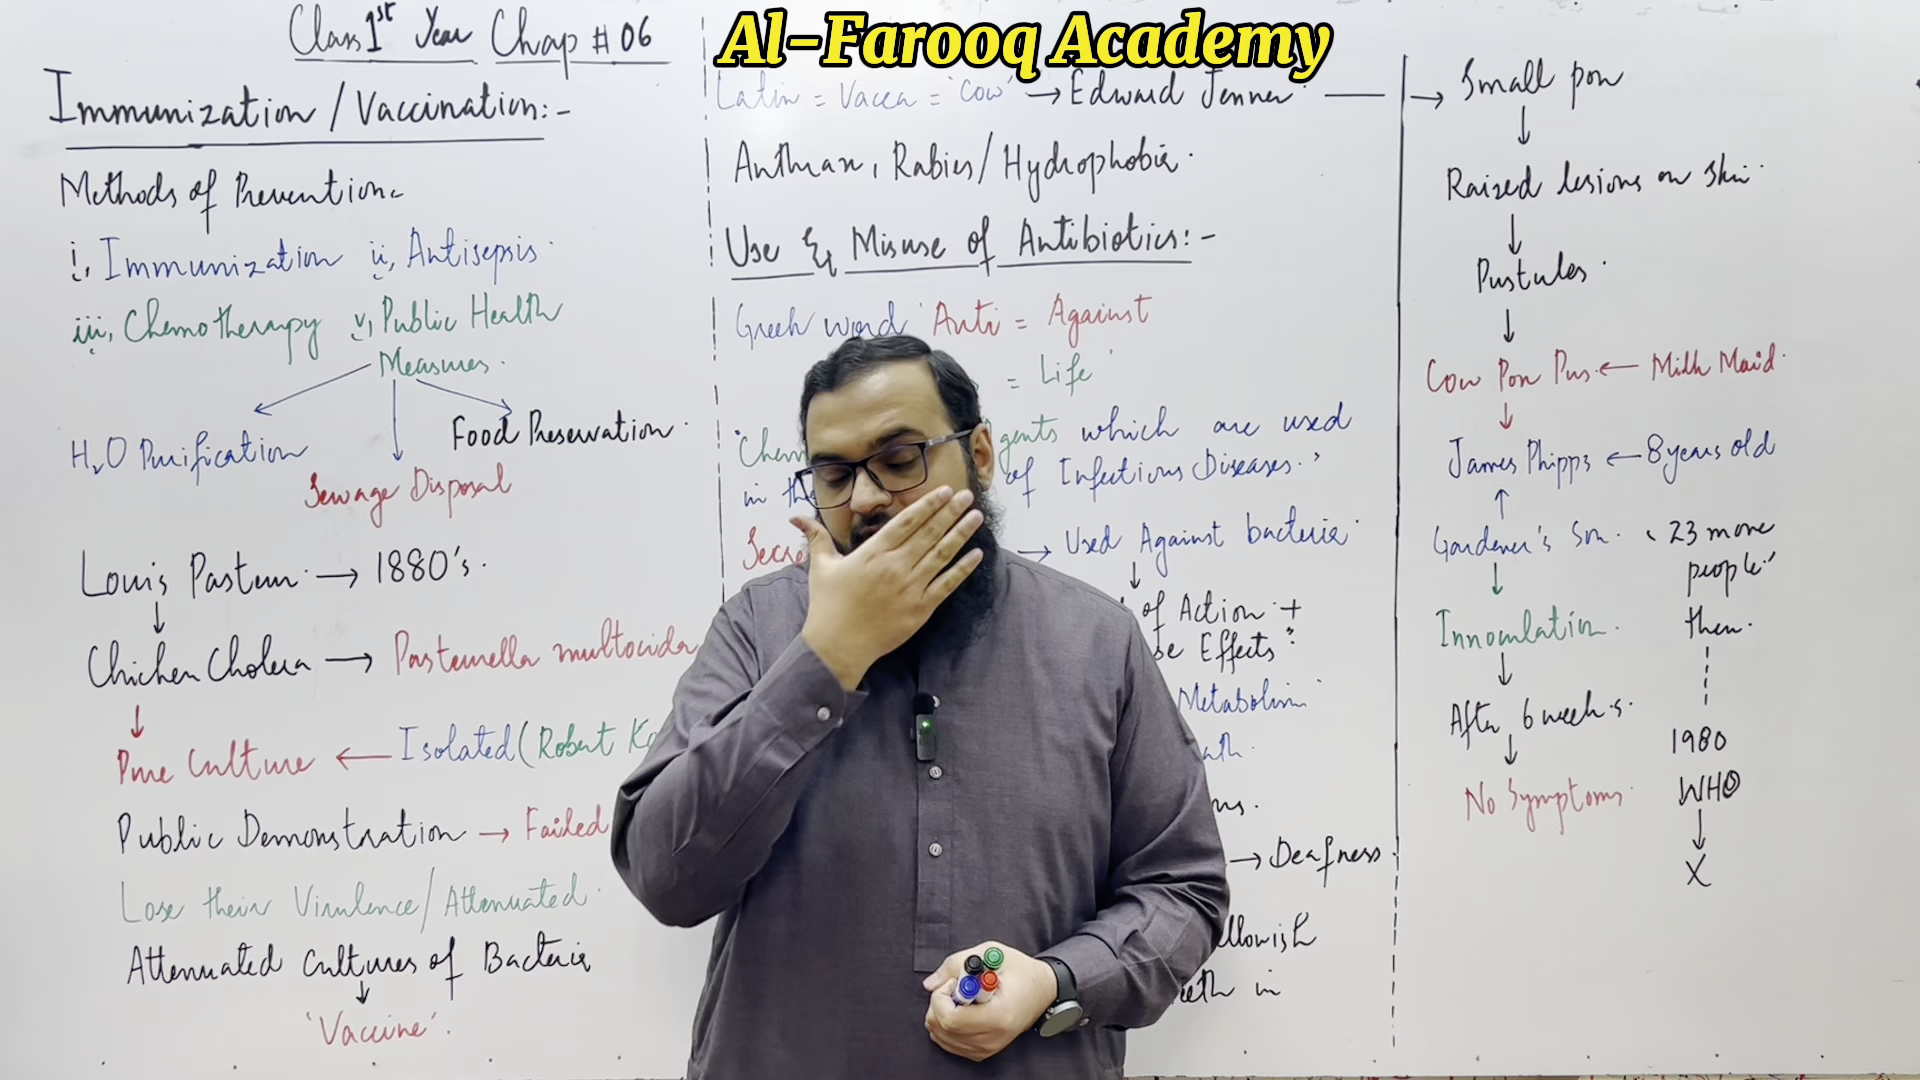 Al-Farooq Academy
Class 1st Year Chap # 06
Immunization / Vaccination:-
Methods of Prevention
i, Immunization ii, Antisepsis
iii, Chemotherapy v, Public Health
Measures
H2O Purification
Sewage Disposal
Food Preservation
Louis Pasteur → 1880's
Chicken Cholera → Pasteurella multocida
Pure Culture ← Isolated (Robert
Public Demonstration → Failed
Lose their Virulence / Attenuated
Attenuated Cultures of Bacteria
'Vaccine'
Latin = Vacca = 'Cow' → Edward Jenner →
Anthrax, Rabies / Hydrophobia
Use & Misuse of Antibiotics:-
Greek word 'Anti = Against
= Life'
"Chem gents which are used
in the of Infectious Diseases."
→ Used Against bacteria
of Action +
Effects
Metabolism
→ Deafness
in
Small pox
Raised lesions on skin
Pustules
Cow Pox Pus ← Milk Maid
James Phipps ← 8 years old
Gardener's Son 23 more
people
Innoculation then
After 6 weeks
No Symptoms
1980
WHO
X